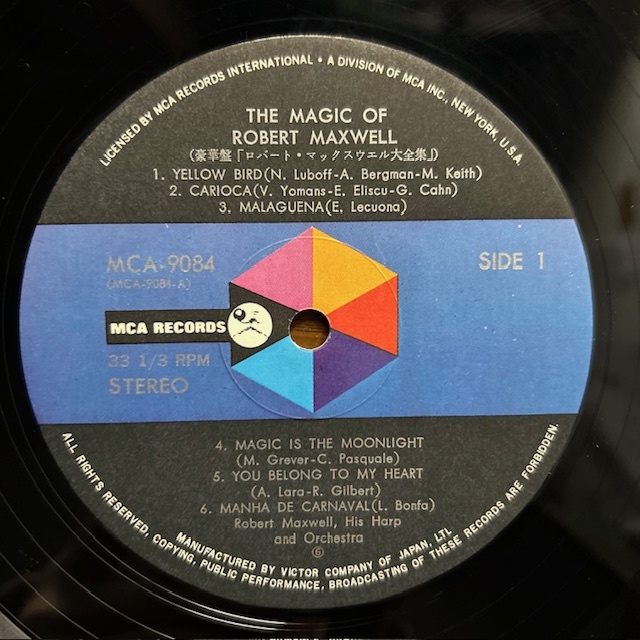 LICENSED BY MCA RECORDS INTERNATIONAL • A DIVISION OF MCA INC., NEW YORK, U.S.A.
THE MAGIC OF
ROBERT MAXWELL
(豪華盤『ロバート・マックスウエル大全集』)
1. YELLOW BIRD(N. Luboff-A. Bergman-M. Keith)
2. CARIOCA(V. Yomans-E. Eliscu-G. Cahn)
3. MALAGUENA(E. Lecuona)
MCA-9084
SIDE 1
(MCA-9084-A)
MCA RECORDS
33 1/3 RPM
STEREO
4. MAGIC IS THE MOONLIGHT
(M. Grever-C. Pasquale)
5. YOU BELONG TO MY HEART
(A. Lara-R. Gilbert)
6. MANHA DE CARNAVAL(L. Bonfa)
Robert Maxwell, His Harp
and Orchestra
⑥
MANUFACTURED BY VICTOR COMPANY OF JAPAN, LTD.
ALL RIGHTS RESERVED, COPYING, PUBLIC PERFORMANCE, BROADCASTING OF THESE RECORDS ARE FORBIDDEN.